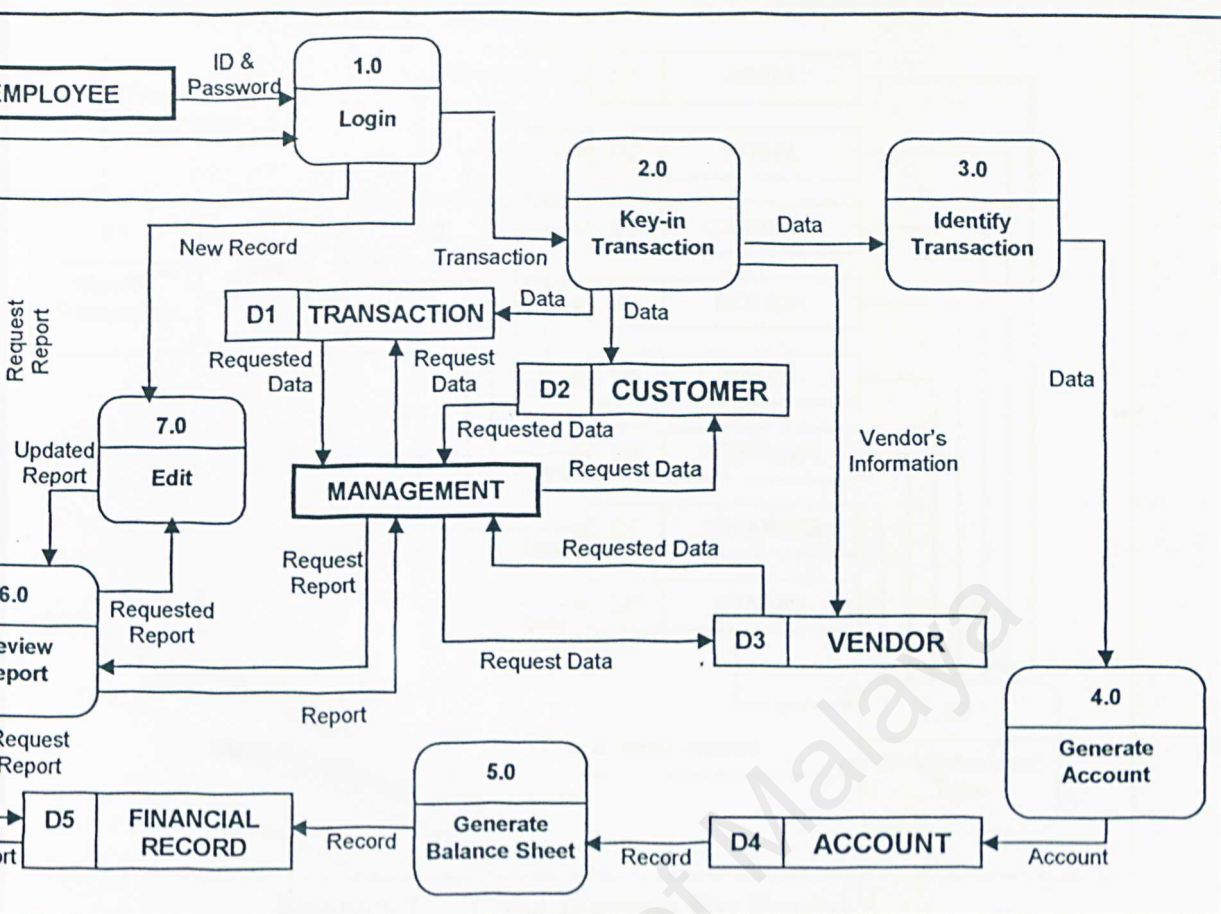 ID &
Password
EMPLOYEE
1.0
Login
2.0
Key-in
Transaction
3.0
Identify
Transaction
Data
New Record
Transaction
Request
Report
D1 TRANSACTION
Data
Data
Requested
Data
Request
Data
D2 CUSTOMER
Data
7.0
Edit
Updated
Report
Requested Data
Request Data
Vendor's
Information
MANAGEMENT
Requested Data
Request
Report
6.0
Review
Report
Requested
Report
D3 VENDOR
Request Data
Report
4.0
Generate
Account
Request
Report
5.0
Generate
Balance Sheet
D5 FINANCIAL
RECORD
Record
Record
D4 ACCOUNT
Account
of Malaya